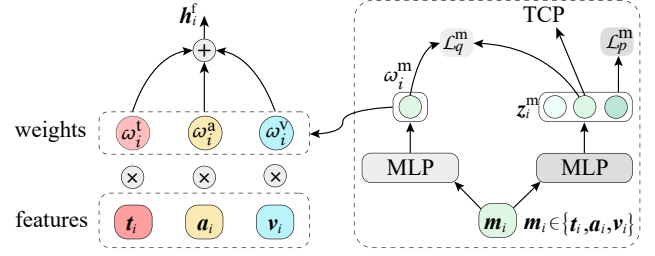 h_i^f
+
weights
ω_i^t ω_i^a ω_i^v
× × ×
features
t_i a_i v_i
TCP
ℒ_q^m ℒ_p^m
ω_i^m
z_i^m
MLP MLP
m_i m_i∈{t_i,a_i,v_i}